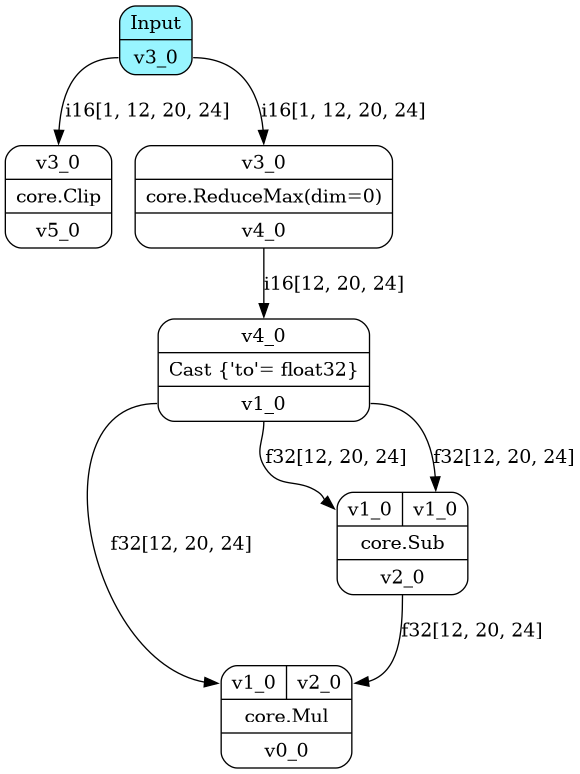 Input
v3_0
i16[1, 12, 20, 24]
i16[1, 12, 20, 24]
v3_0
core.Clip
v5_0
v3_0
core.ReduceMax(dim=0)
v4_0
i16[12, 20, 24]
v4_0
Cast {'to'= float32}
v1_0
f32[12, 20, 24]
f32[12, 20, 24]
f32[12, 20, 24]
v1_0 v1_0
core.Sub
v2_0
f32[12, 20, 24]
v1_0 v2_0
core.Mul
v0_0